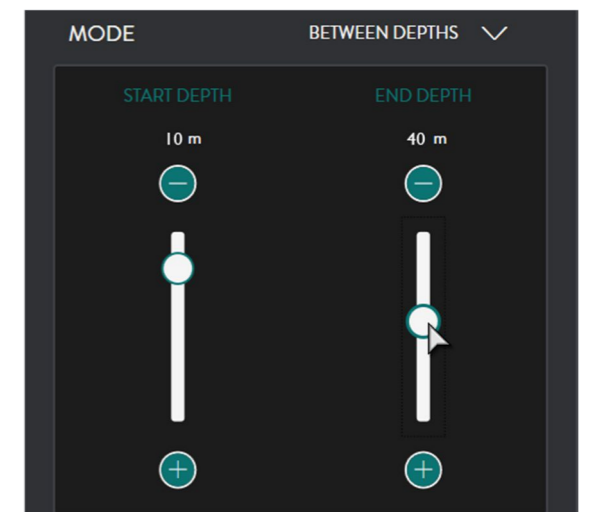 MODE BETWEEN DEPTHS
START DEPTH END DEPTH
10 m 40 m